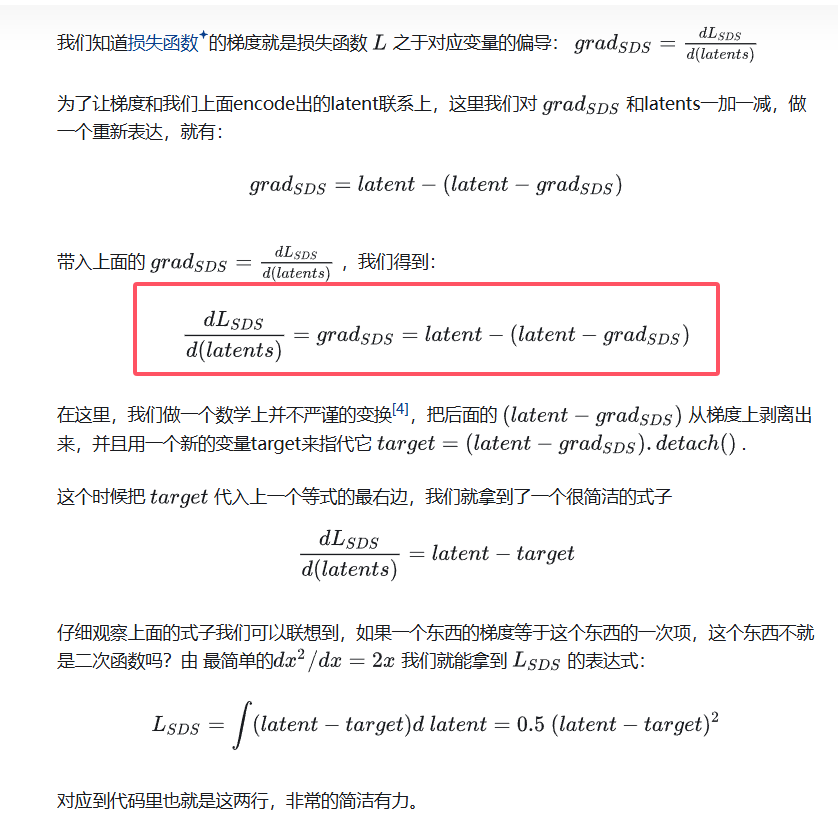 我们知道损失函数的梯度就是损失函数 L 之于对应变量的偏导： grad_{SDS} = \frac{dL_{SDS}}{d(latents)}
为了让梯度和我们上面encode出的latent联系上，这里我们对 grad_{SDS} 和latents一加一减，做
一个重新表达，就有：
grad_{SDS} = latent − (latent − grad_{SDS})
带入上面的 grad_{SDS} = \frac{dL_{SDS}}{d(latents)} ，我们得到：
\frac{dL_{SDS}}{d(latents)} = grad_{SDS} = latent − (latent − grad_{SDS})
在这里，我们做一个数学上并不严谨的变换[4]，把后面的 (latent − grad_{SDS}) 从梯度上剥离出
来，并且用一个新的变量target来指代它 target = (latent − grad_{SDS}).detach() .
这个时候把 target 代入上一个等式的最右边，我们就拿到了一个很简洁的式子
\frac{dL_{SDS}}{d(latents)} = latent − target
仔细观察上面的式子我们可以联想到，如果一个东西的梯度等于这个东西的一次项，这个东西不就
是二次函数吗？由 最简单的dx²/dx = 2x 我们就能拿到 L_{SDS} 的表达式：
L_{SDS} = ∫(latent − target)d latent = 0.5 (latent − target)²
对应到代码里也就是这两行，非常的简洁有力。